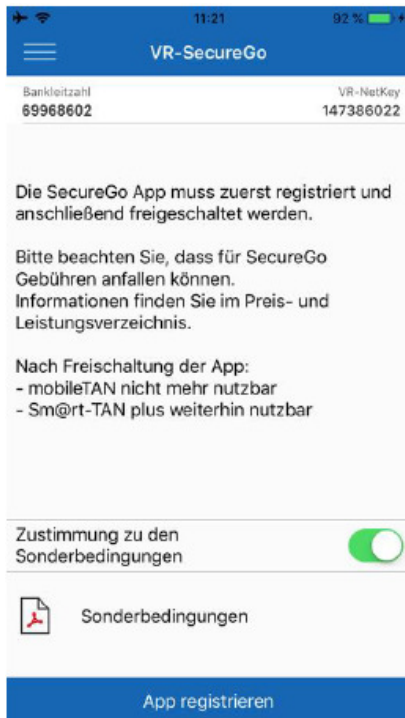 11:21
92 %
VR-SecureGo
Bankleitzahl
VR-NetKey
69968602
147386022
Die SecureGo App muss zuerst registriert und
anschließend freigeschaltet werden.
Bitte beachten Sie, dass für SecureGo
Gebühren anfallen können.
Informationen finden Sie im Preis- und
Leistungsverzeichnis.
Nach Freischaltung der App:
- mobileTAN nicht mehr nutzbar
- Sm@rt-TAN plus weiterhin nutzbar
Zustimmung zu den
Sonderbedingungen
Sonderbedingungen
App registrieren